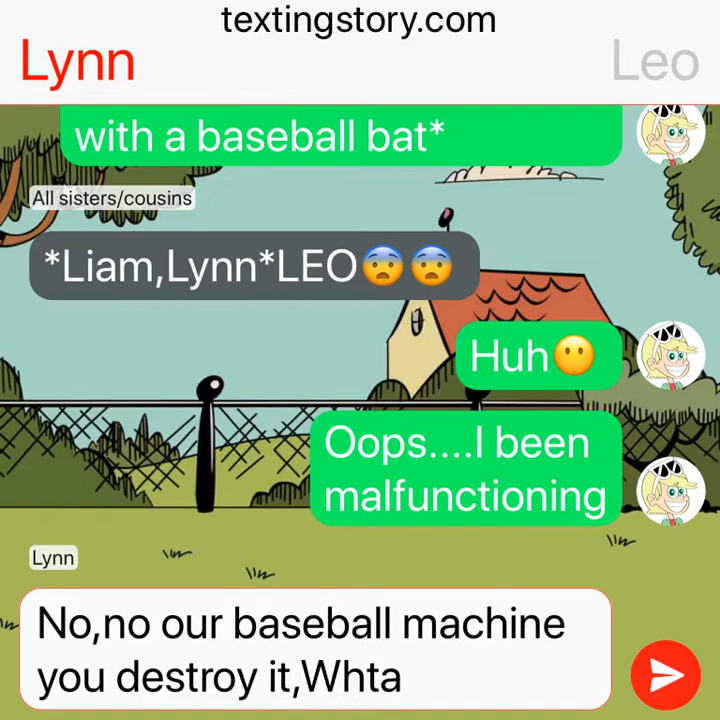 textingstory.com
Lynn
Leo
with a baseball bat*
All sisters/cousins
*Liam,Lynn*LEO😨😨
Huh😶
Oops....I been
malfunctioning
Lynn
No,no our baseball machine
you destroy it,Whta